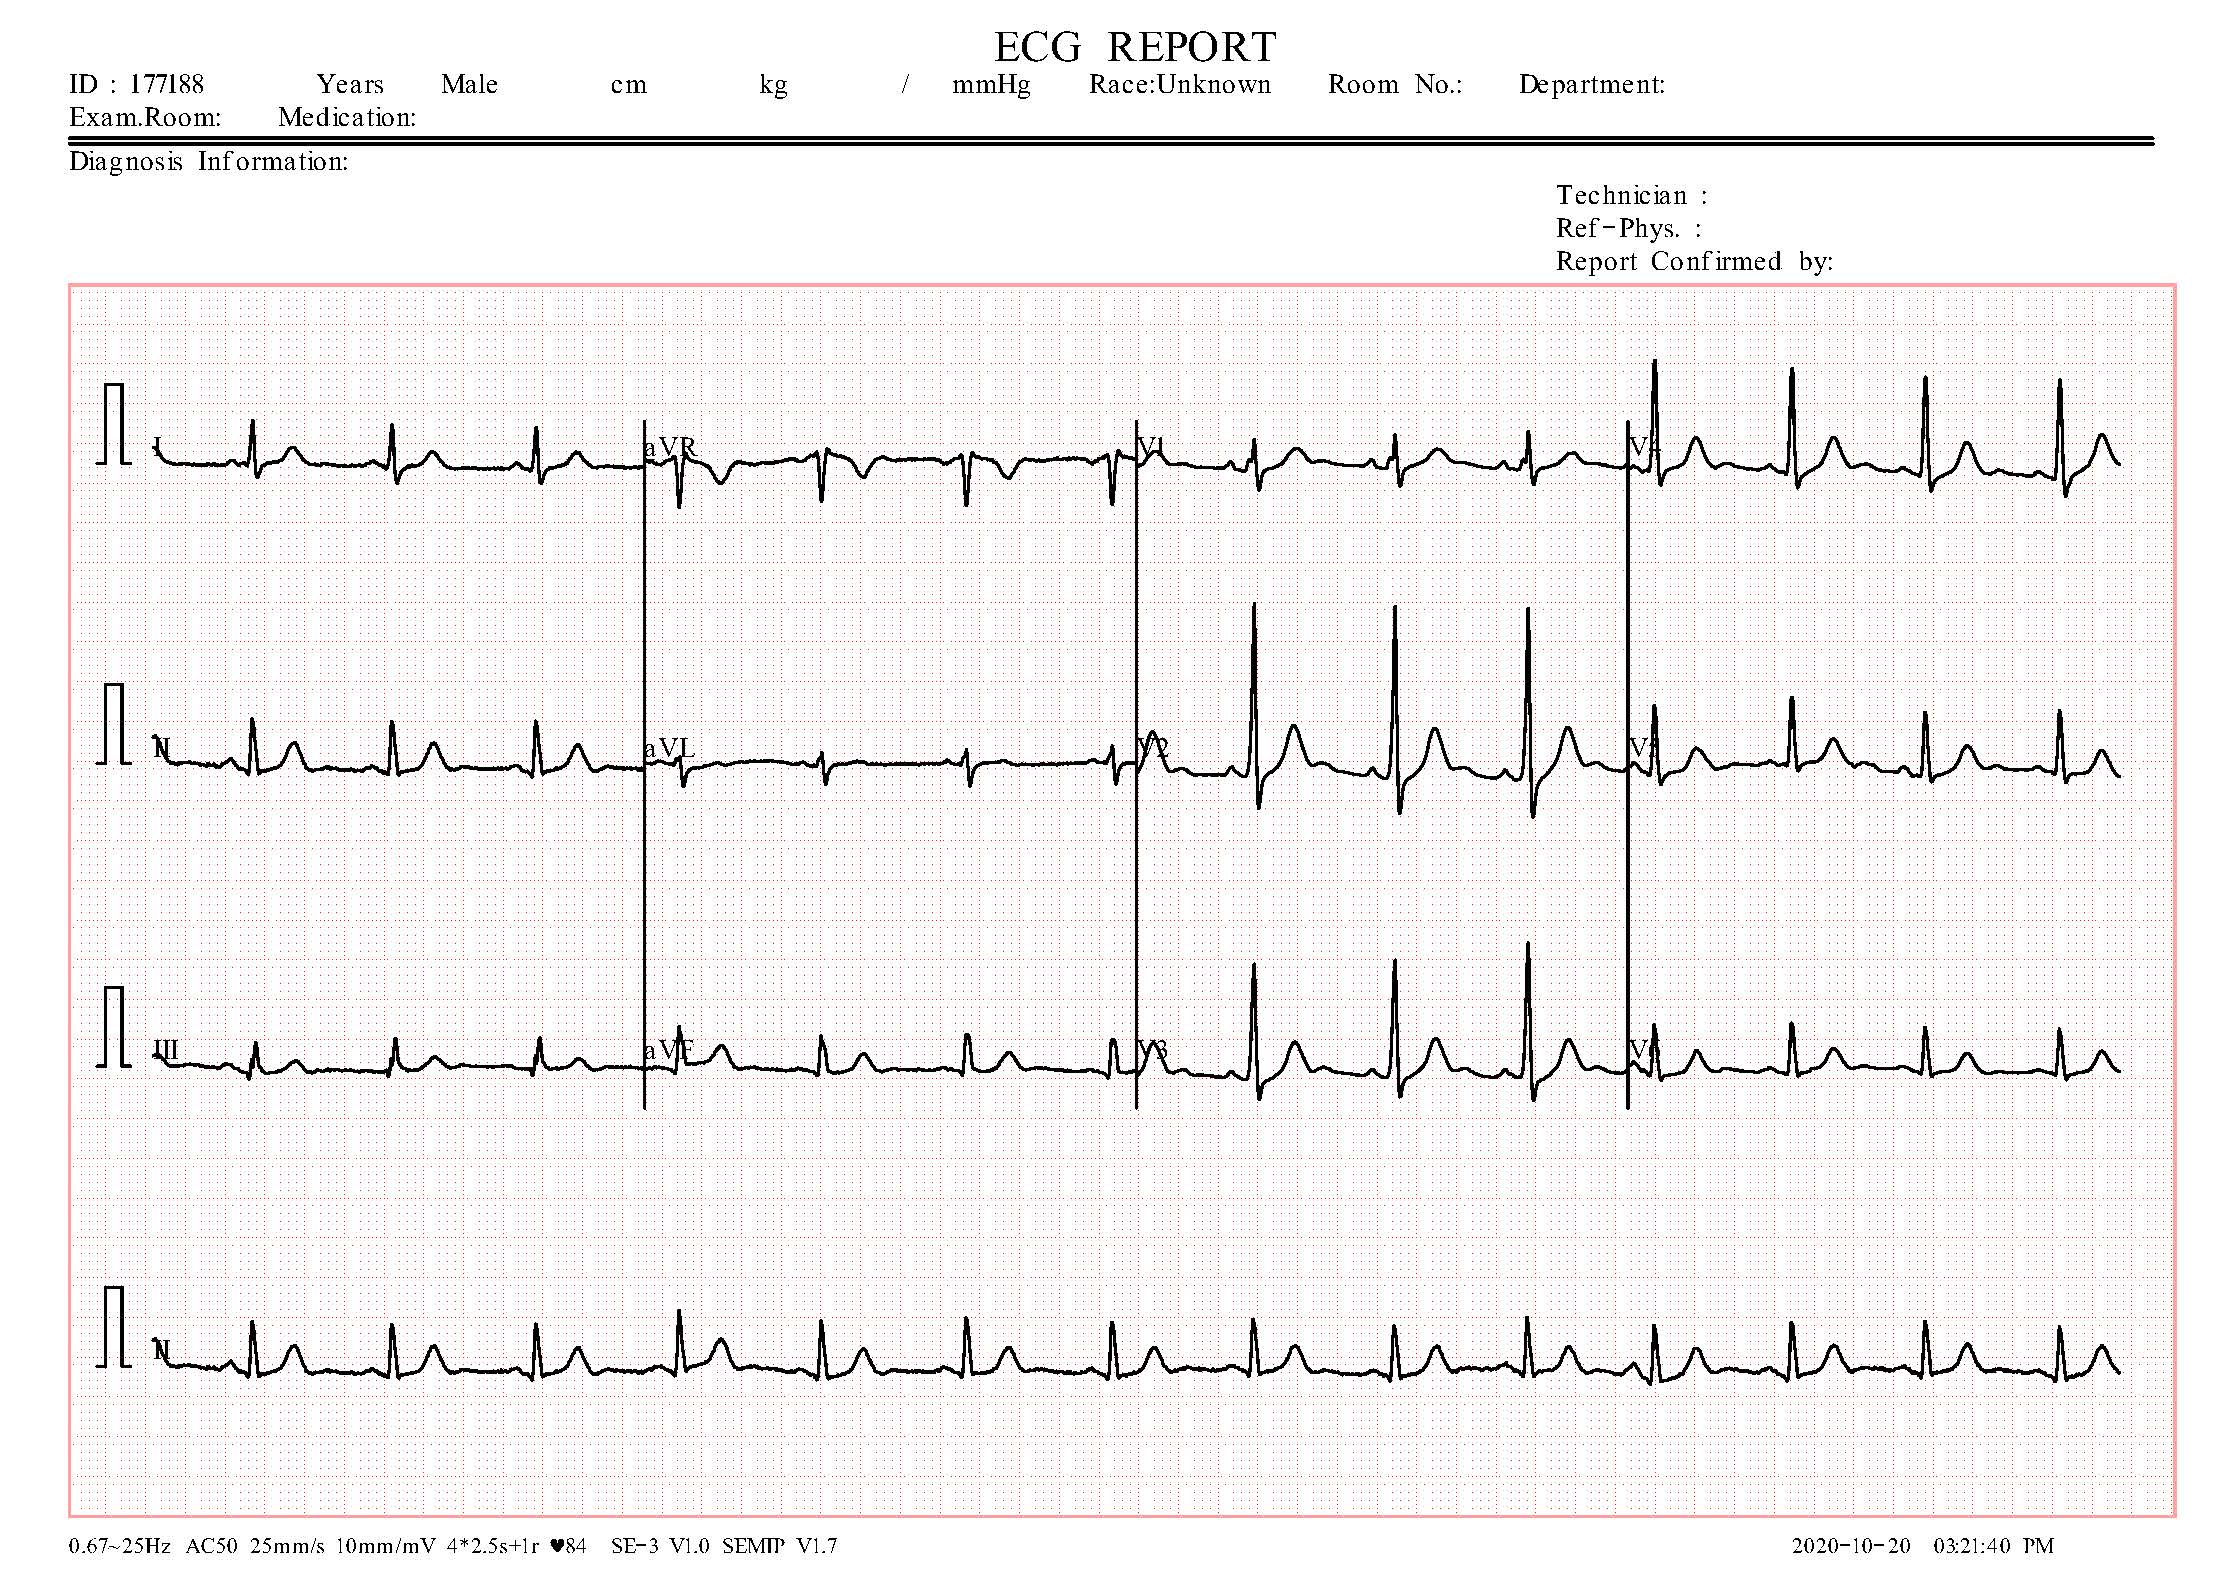 ECG REPORT
ID : 177188 Years Male cm kg / mmHg Race:Unknown Room No.: Department:
Exam.Room: Medication:
Diagnosis Information:
Technician :
Ref-Phys. :
Report Confirmed by:
I aVR V1
II aVL V2
III aVF V3
II
0.67~25Hz AC50 25mm/s 10mm/mV 4*2.5s+1r ♥84 SE-3 V1.0 SEMIP V1.7 2020-10-20 03:21:40 PM